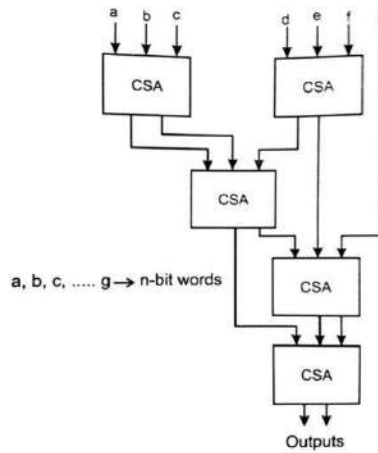 a b c d e f
CSA CSA
CSA
a, b, c, ..... g → n-bit words
CSA
CSA
Outputs